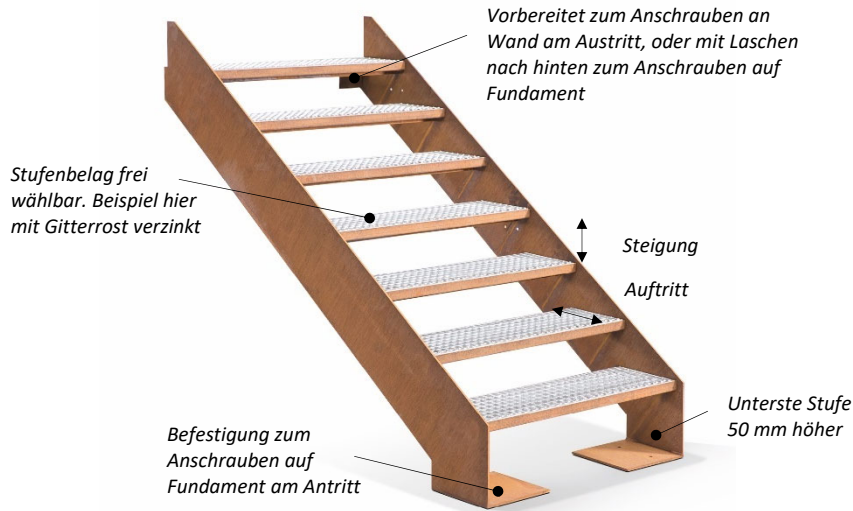 Vorbereitet zum Anschrauben an
Wand am Austritt, oder mit Laschen
nach hinten zum Anschrauben auf
Fundament
Stufenbelag frei
wählbar. Beispiel hier
mit Gitterrost verzinkt
Steigung
Auftritt
Unterste Stufe
50 mm höher
Befestigung zum
Anschrauben auf
Fundament am Antritt